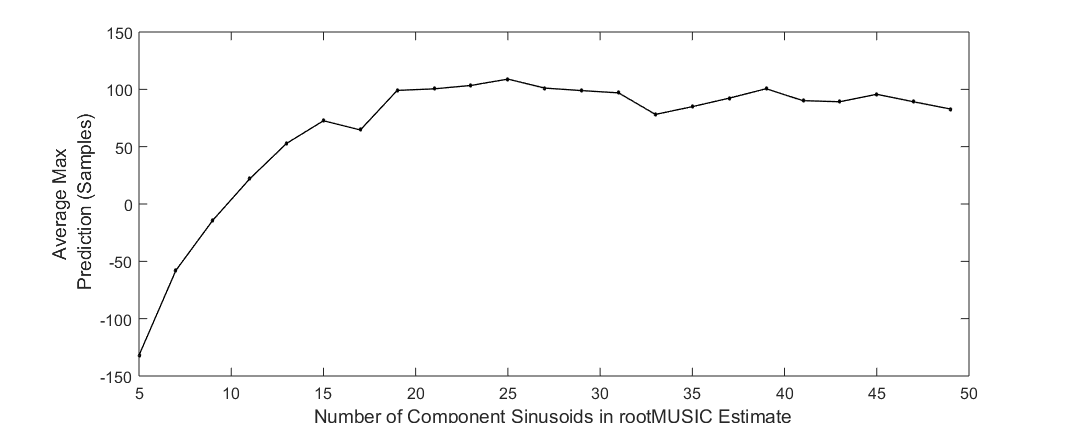 150
100
50
0
-50
-100
-150
Average Max
Prediction (Samples)
5 10 15 20 25 30 35 40 45 50
Number of Component Sinusoids in rootMUSIC Estimate